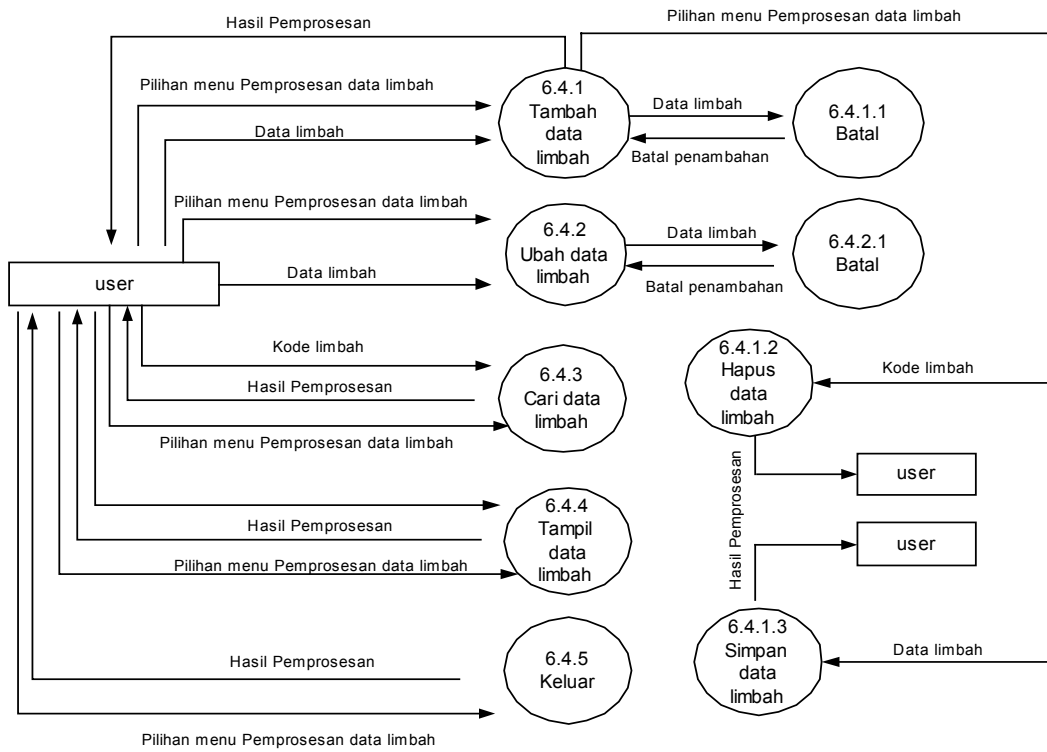 Hasil Pemprosesan
Pilihan menu Pemprosesan data limbah
Pilihan menu Pemprosesan data limbah
Data limbah
6.4.1
Tambah
data
limbah
Data limbah
Batal penambahan
6.4.1.1
Batal
Pilihan menu Pemprosesan data limbah
Data limbah
6.4.2
Ubah data
limbah
Data limbah
Batal penambahan
6.4.2.1
Batal
user
Kode limbah
Hasil Pemprosesan
Pilihan menu Pemprosesan data limbah
6.4.3
Cari data
limbah
6.4.1.2
Hapus
data
limbah
Kode limbah
Hasil Pemprosesan
user
user
Hasil Pemprosesan
Pilihan menu Pemprosesan data limbah
6.4.4
Tampil
data
limbah
6.4.1.3
Simpan
data
limbah
Data limbah
Hasil Pemprosesan
6.4.5
Keluar
Pilihan menu Pemprosesan data limbah